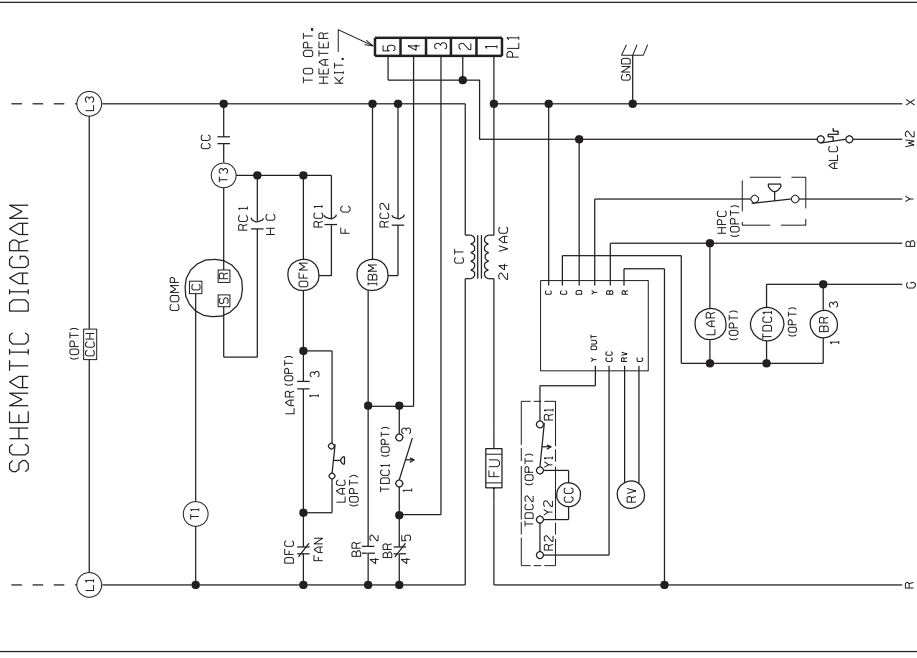 SCHEMATIC DIAGRAM
L1
L3
(OPT)
CCH
T1
COMP
C
S
R
T3
CC
RC1
H C
DFC
FAN
LAR (OPT)
1 3
LAC
(OPT)
OFM
RC1
F C
BR
4 2
IBM
RC2
BR
4 5
TDC1 (OPT)
1 3
TO OPT.
HEATER
KIT.
5
4
3
2
1
PL1
CT
24 VAC
FU
GND
TDC2 (OPT)
R2
Y2
Y1
R1
CC
RV
Y OUT
CC
RV
C
C
C
D
Y
B
R
HPC
(OPT)
ALC
LAR
(OPT)
TDC1
(OPT)
BR
1 3
R
G
B
Y
W2
X